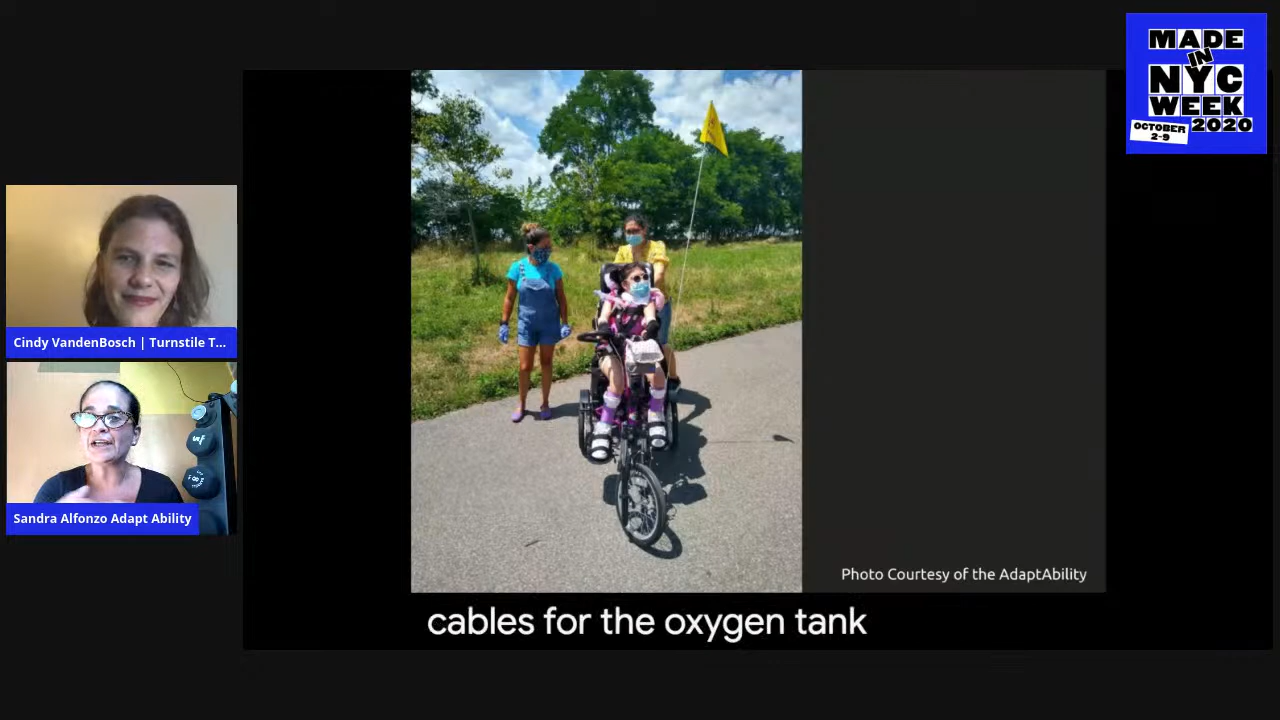 MADE
IN
NYC
WEEK
2020
OCTOBER
2-9
Cindy VandenBosch | Turnstile T...
Sandra Alfonzo Adapt Ability
Photo Courtesy of the AdaptAbility
cables for the oxygen tank